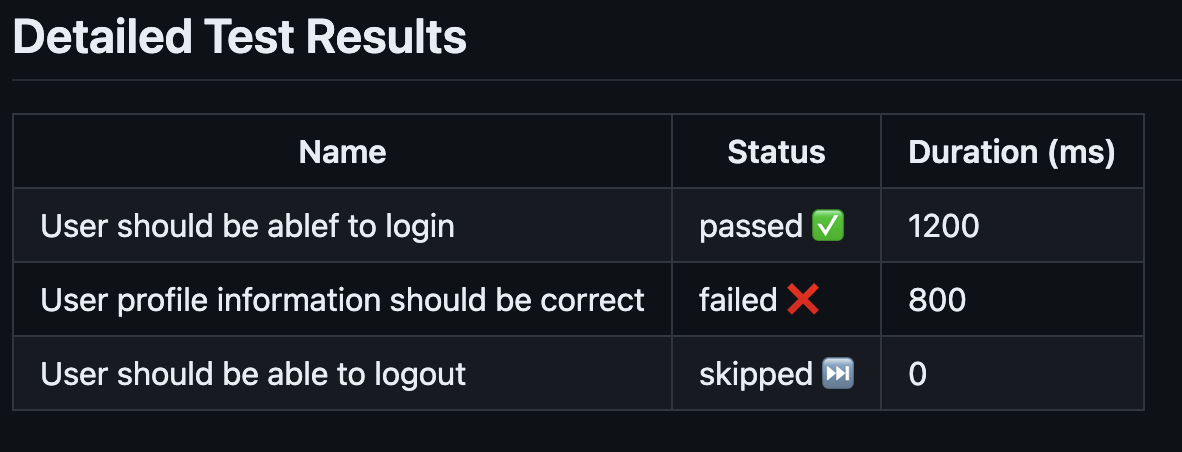 Detailed Test Results
Name Status Duration (ms)
User should be ablef to login passed ✅ 1200
User profile information should be correct failed ❌ 800
User should be able to logout skipped ⏭️ 0